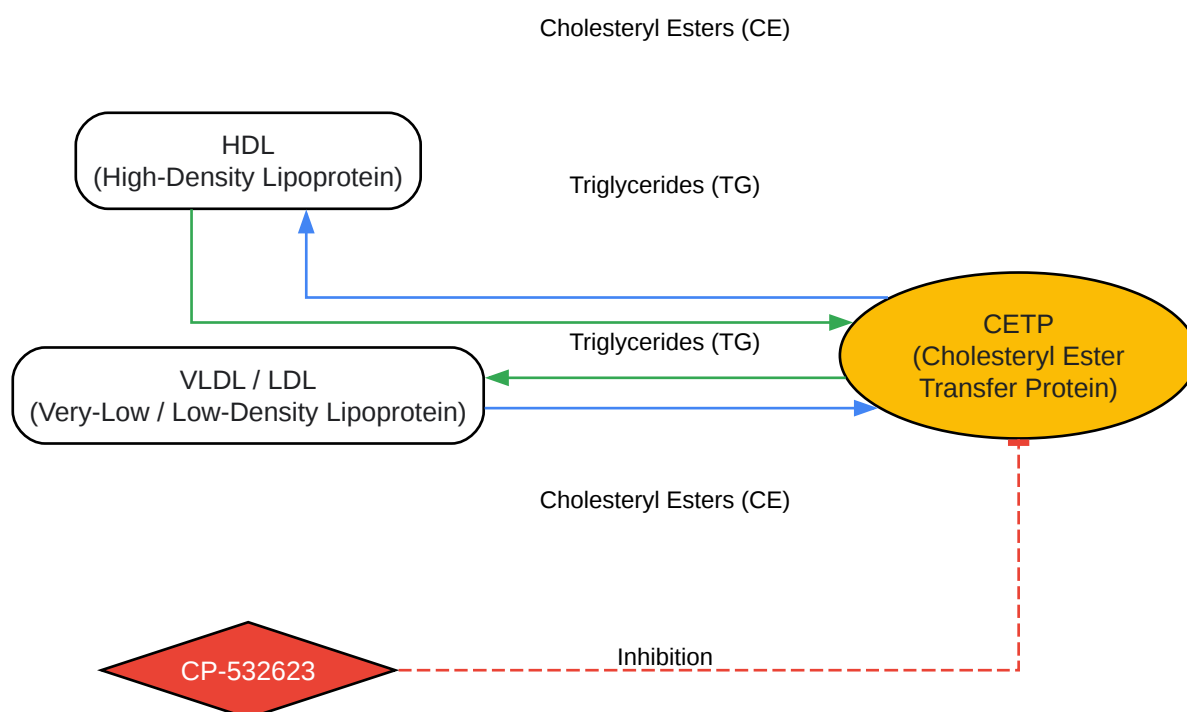 Cholesteryl Esters (CE)
HDL
(High-Density Lipoprotein)
Triglycerides (TG)
CETP
(Cholesteryl Ester
Transfer Protein)
Triglycerides (TG)
VLDL / LDL
(Very-Low / Low-Density Lipoprotein)
Cholesteryl Esters (CE)
Inhibition
CP-532623